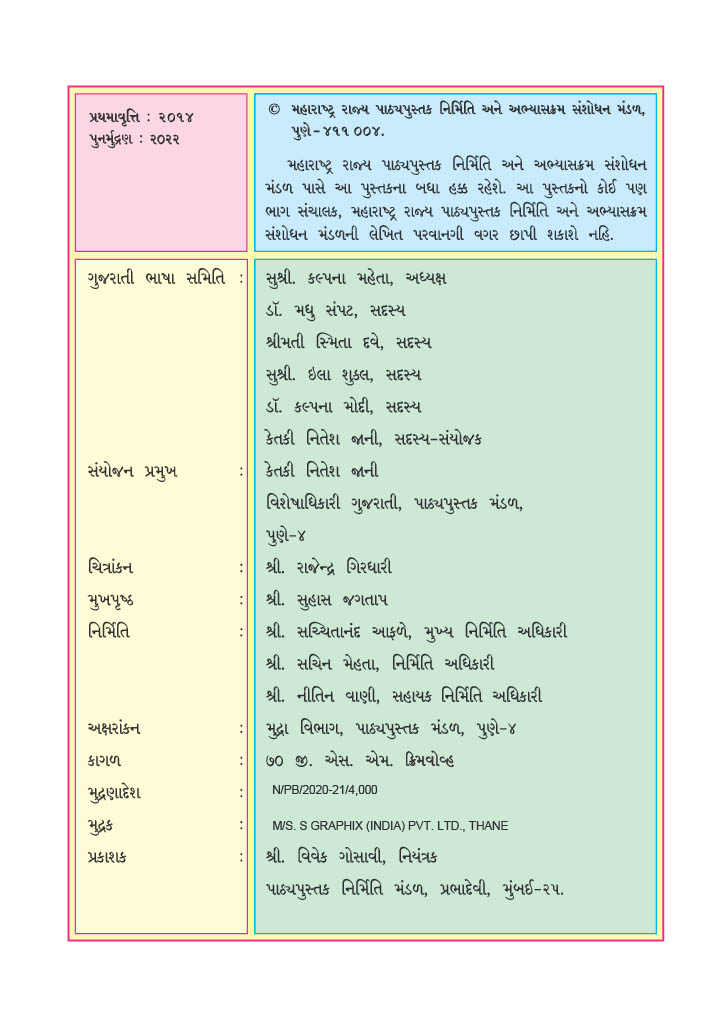 પ્રથમાવૃત્તિ : ૨૦૧૪
પુનર્મુદ્રણ : ૨૦૨૨
© મહારાષ્ટ્ર રાજ્ય પાઠ્યપુસ્તક નિર્મિતિ અને અભ્યાસક્રમ સંશોધન મંડળ,
પુણે - ૪૧૧ ૦૦૪.
મહારાષ્ટ્ર રાજ્ય પાઠ્યપુસ્તક નિર્મિતિ અને અભ્યાસક્રમ સંશોધન
મંડળ પાસે આ પુસ્તકના બધા હક્ક રહેશે. આ પુસ્તકનો કોઈ પણ
ભાગ સંચાલક, મહારાષ્ટ્ર રાજ્ય પાઠ્યપુસ્તક નિર્મિતિ અને અભ્યાસક્રમ
સંશોધન મંડળની લેખિત પરવાનગી વગર છાપી શકાશે નહિ.
ગુજરાતી ભાષા સમિતિ : સુશ્રી. કલ્પના મહેતા, અધ્યક્ષ
ડૉ. મધુ સંપટ, સદસ્ય
શ્રીમતી સ્મિતા દવે, સદસ્ય
સુશ્રી. ઇલા શુક્લ, સદસ્ય
ડૉ. કલ્પના મોદી, સદસ્ય
કેતકી નિતેશ જાની, સદસ્ય-સંયોજક
સંયોજન પ્રમુખ : કેતકી નિતેશ જાની
વિશેષાધિકારી ગુજરાતી, પાઠ્યપુસ્તક મંડળ,
પુણે-૪
ચિત્રાંકન : શ્રી. રાજેન્દ્ર ગિરધારી
મુખપૃષ્ઠ : શ્રી. સુહાસ જગતાપ
નિર્મિતિ : શ્રી. સચ્ચિતાનંદ આફળે, મુખ્ય નિર્મિતિ અધિકારી
શ્રી. સચિન મેહતા, નિર્મિતિ અધિકારી
શ્રી. નીતિન વાણી, સહાયક નિર્મિતિ અધિકારી
અક્ષરાંકન : મુદ્રા વિભાગ, પાઠ્યપુસ્તક મંડળ, પુણે-૪
કાગળ : ૭૦ જી. એસ. એમ. ક્રિમવોવ્હ
મુદ્રણાદેશ : N/PB/2020-21/4,000
મુદ્રક : M/S. S GRAPHIX (INDIA) PVT. LTD., THANE
પ્રકાશક : શ્રી. વિવેક ગોસાવી, નિયંત્રક
પાઠ્યપુસ્તક નિર્મિતિ મંડળ, પ્રભાદેવી, મુંબઈ-૨૫.